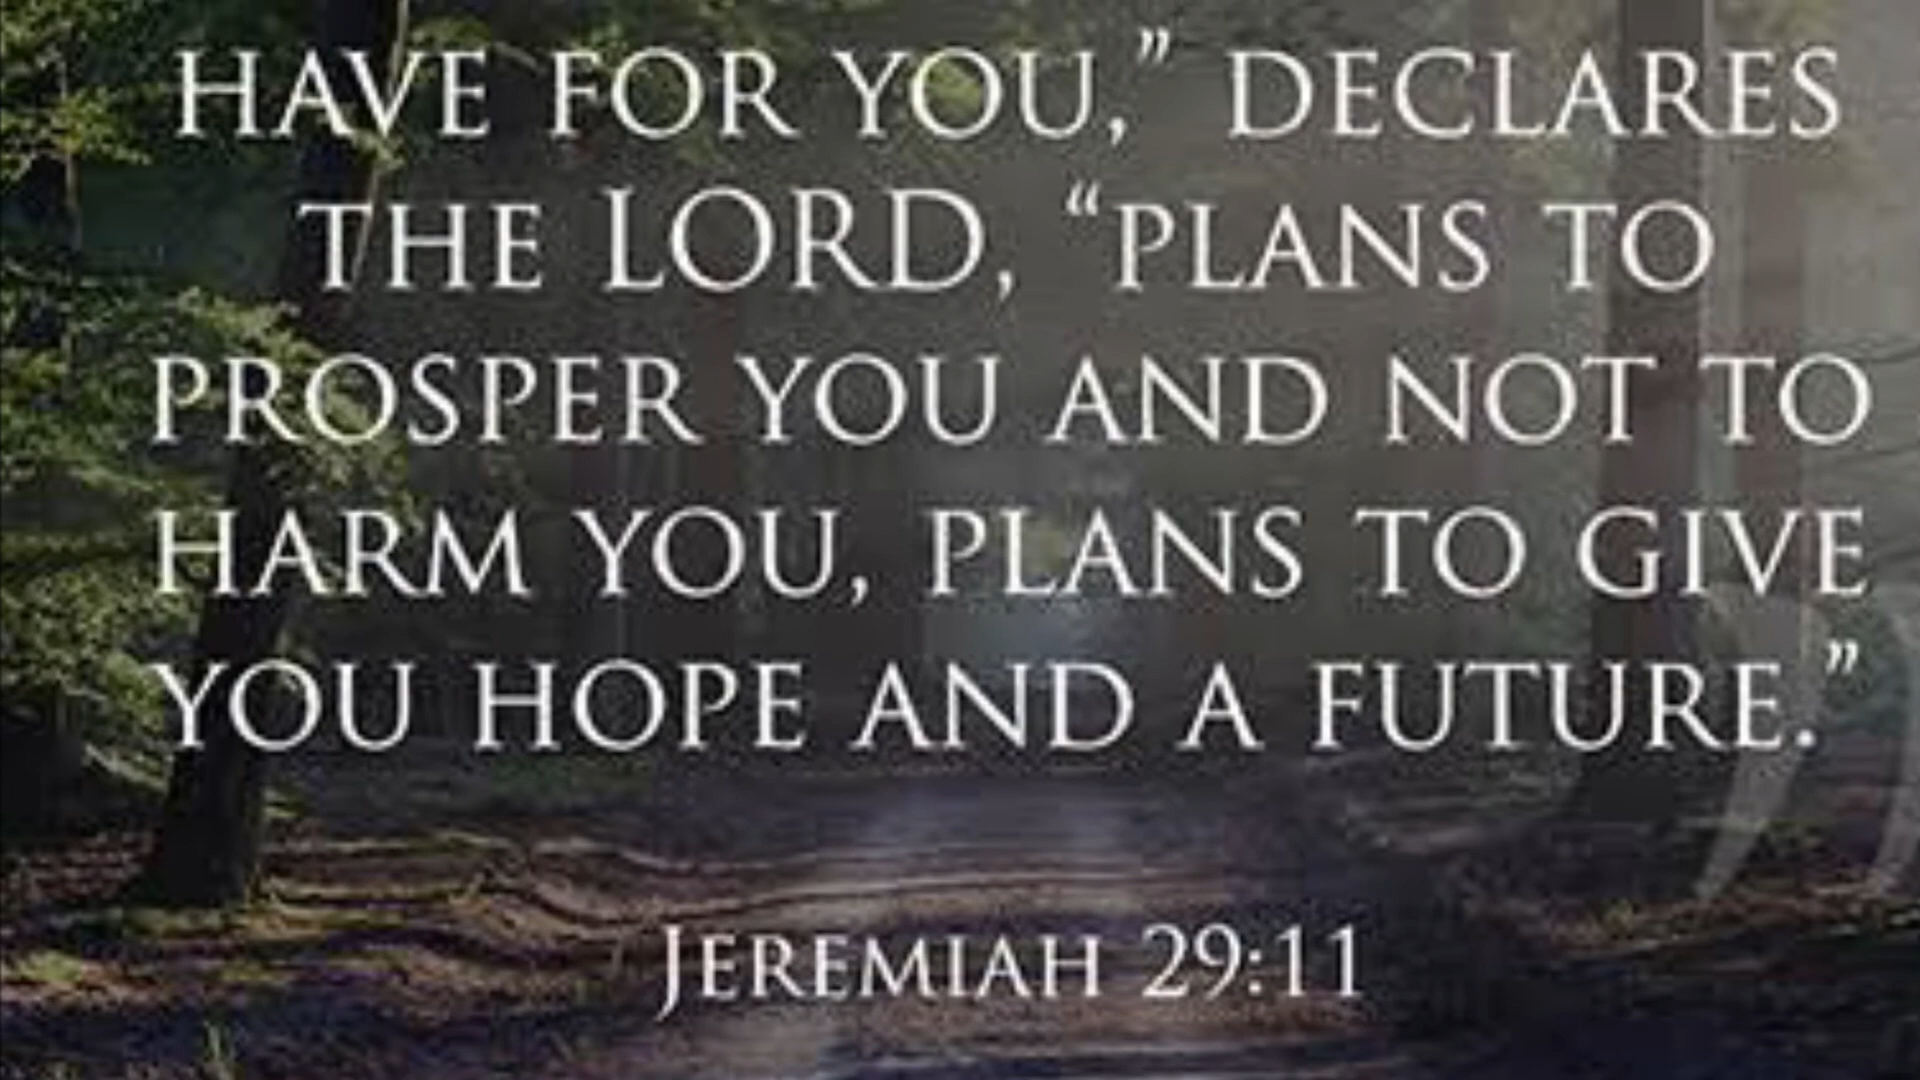 HAVE FOR YOU,” DECLARES
THE LORD, “PLANS TO
PROSPER YOU AND NOT TO
HARM YOU, PLANS TO GIVE
YOU HOPE AND A FUTURE.”
JEREMIAH 29:11